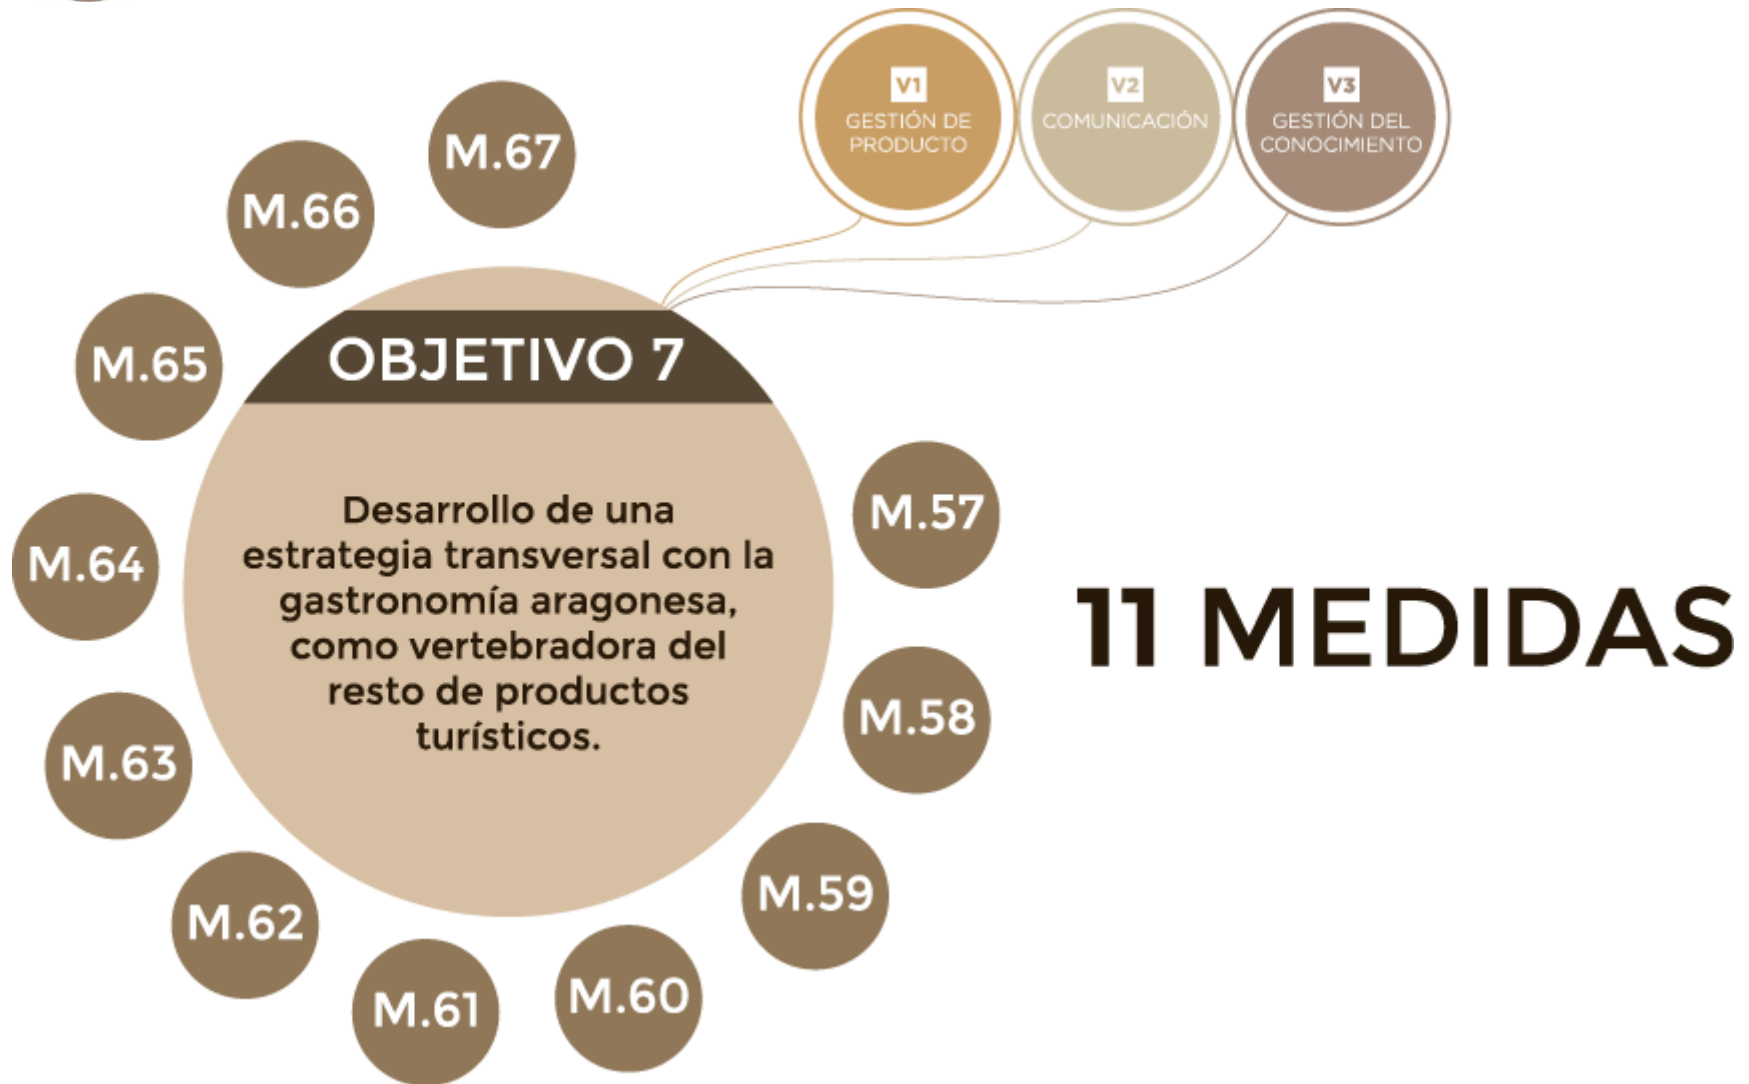 V1
GESTIÓN DE
PRODUCTO
V2
COMUNICACIÓN
V3
GESTIÓN DEL
CONOCIMIENTO
M.67
M.66
M.65
M.64
M.63
M.62
M.61
M.60
M.59
M.58
M.57
OBJETIVO 7
Desarrollo de una
estrategia transversal con la
gastronomía aragonesa,
como vertebradora del
resto de productos
turísticos.
11 MEDIDAS